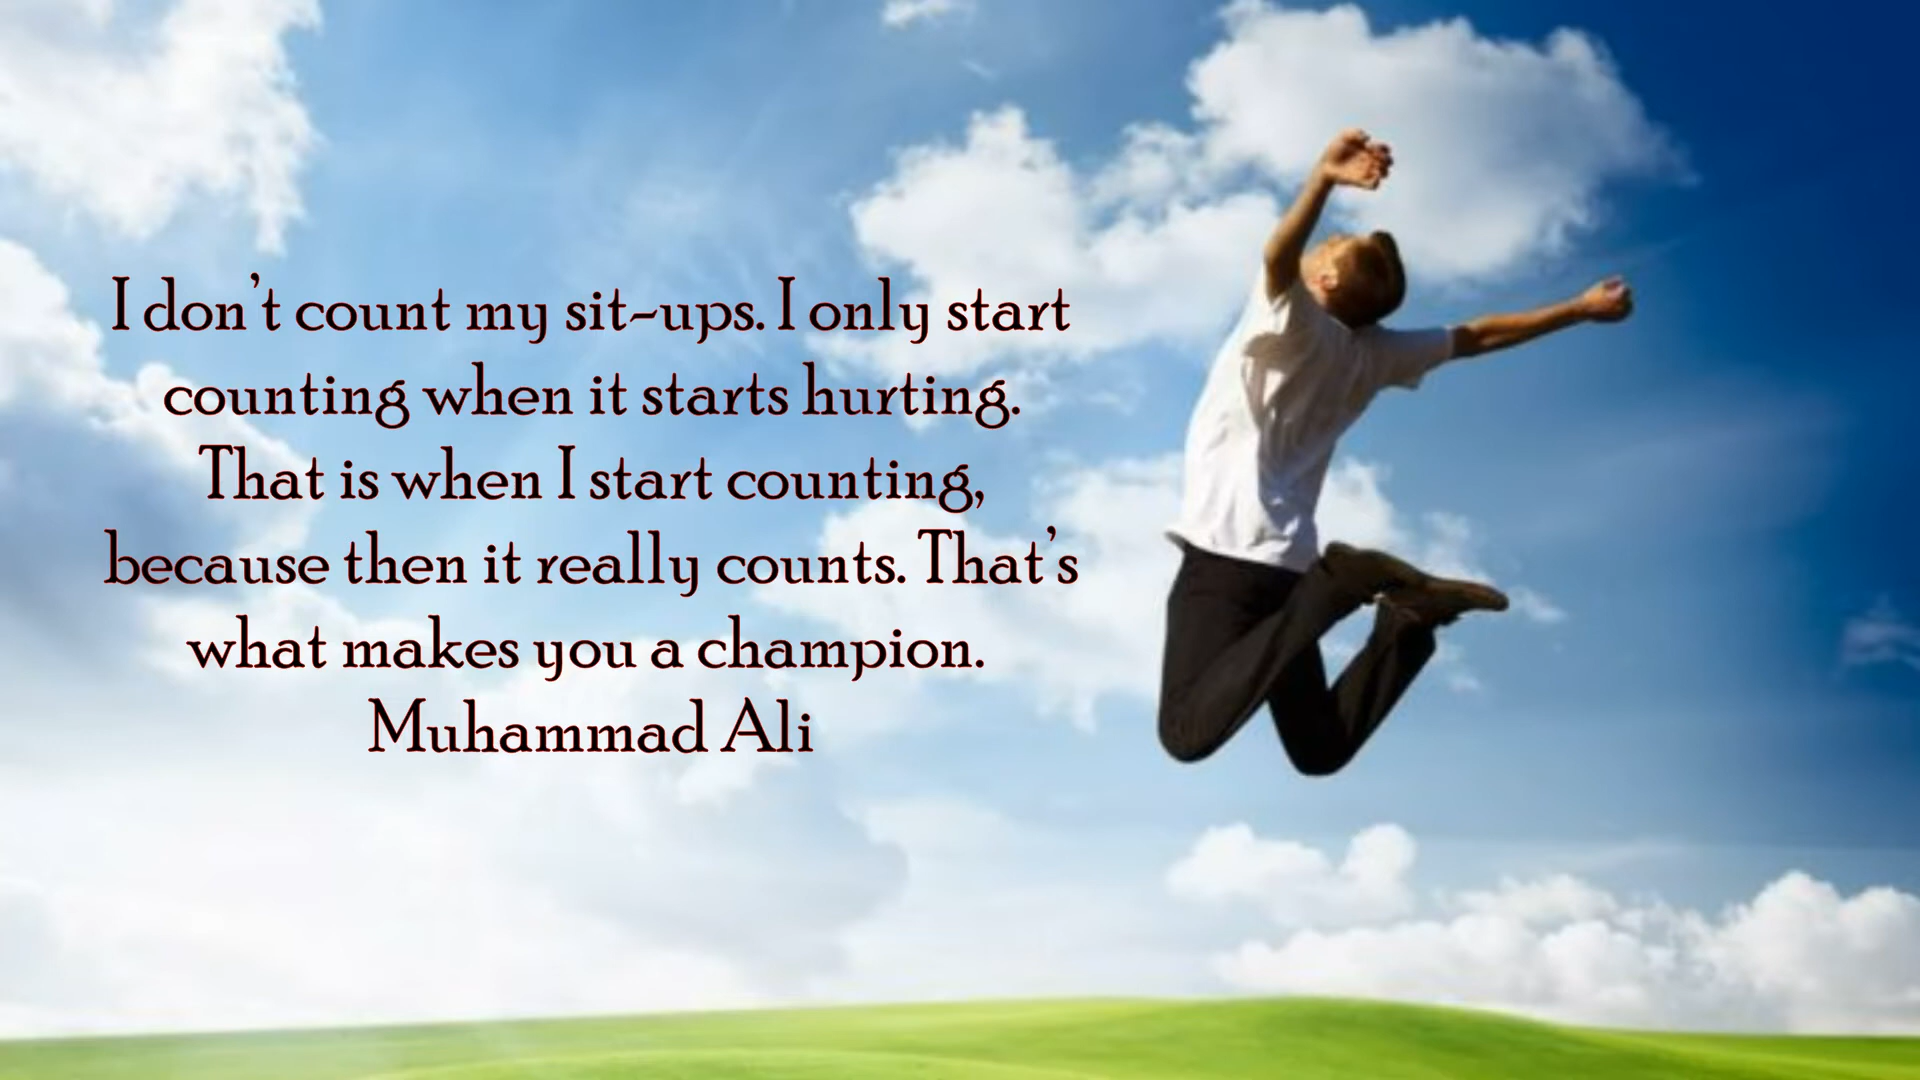 I don't count my sit-ups. I only start
counting when it starts hurting.
That is when I start counting,
because then it really counts. That's
what makes you a champion.
Muhammad Ali